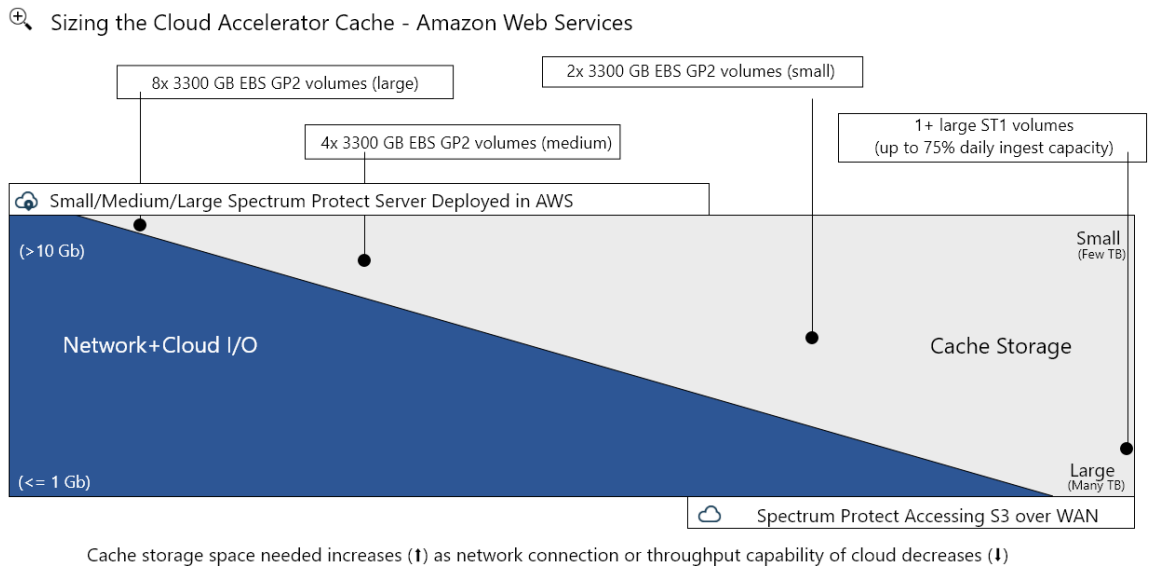 Sizing the Cloud Accelerator Cache - Amazon Web Services
8x 3300 GB EBS GP2 volumes (large)
2x 3300 GB EBS GP2 volumes (small)
4x 3300 GB EBS GP2 volumes (medium)
1+ large ST1 volumes
(up to 75% daily ingest capacity)
Small/Medium/Large Spectrum Protect Server Deployed in AWS
(>10 Gb)
Small
(Few TB)
Network+Cloud I/O
Cache Storage
(<= 1 Gb)
Large
(Many TB)
Spectrum Protect Accessing S3 over WAN
Cache storage space needed increases (⬆) as network connection or throughput capability of cloud decreases (⬇)